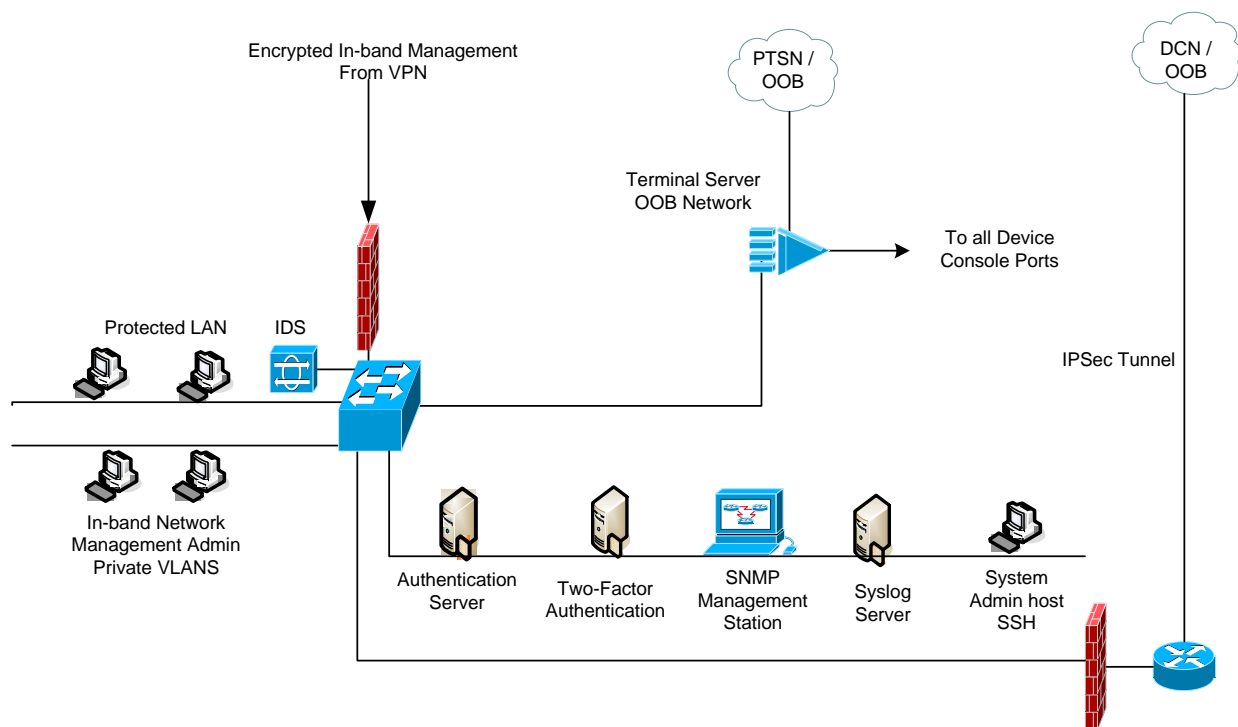 Encrypted In-band Management
From VPN
PTSN /
OOB
DCN /
OOB
Terminal Server
OOB Network
To all Device
Console Ports
Protected LAN
IDS
IPSec Tunnel
In-band Network
Management Admin
Private VLANS
Authentication
Server
Two-Factor
Authentication
SNMP
Management
Station
Syslog
Server
System
Admin host
SSH